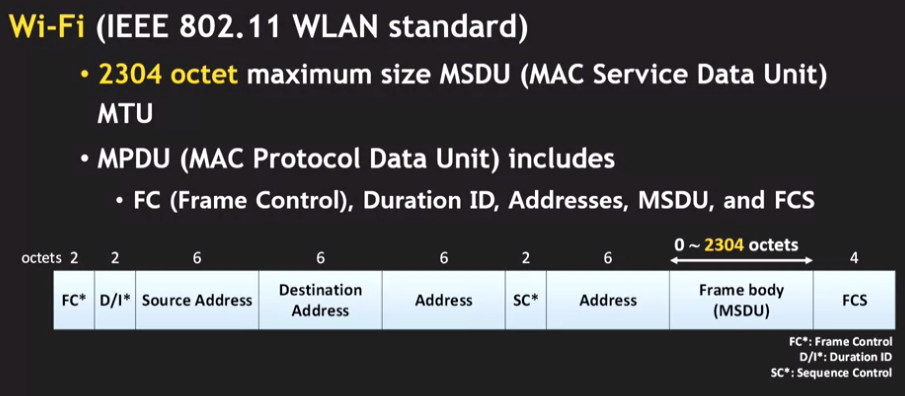 Wi-Fi (IEEE 802.11 WLAN standard)
• 2304 octet maximum size MSDU (MAC Service Data Unit)
MTU
• MPDU (MAC Protocol Data Unit) includes
• FC (Frame Control), Duration ID, Addresses, MSDU, and FCS
0 ~ 2304 octets
octets 2 2 6 6 6 2 6 4
FC* D/I* Source Address Destination Address Address SC* Address Frame body (MSDU) FCS
FC*: Frame Control
D/I*: Duration ID
SC*: Sequence Control